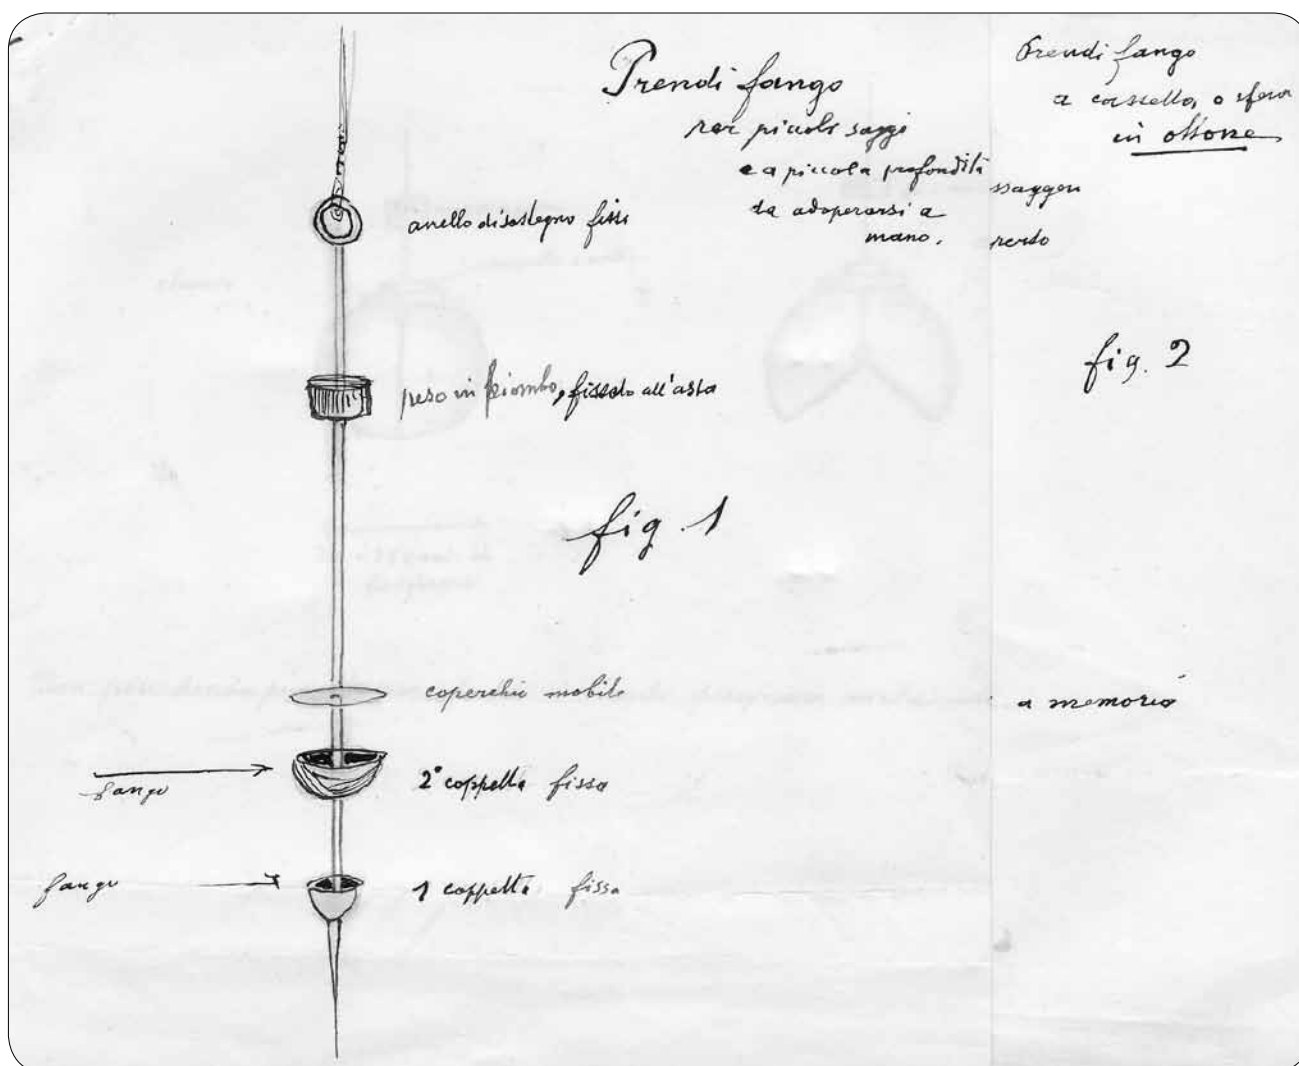 Prendi fango
per piccoli saggi
e a piccola profondità
da adoperarsi a
mano.
Prendi fango
a cassetta, o sfera
in ottone
saggeri
perso
anello di sostegno fisso
peso in piombo, fissato all'asta
fig. 2
fig. 1
coperchio mobile
a memoria
fango
2° coppetta fissa
fango
1 coppetta fissa